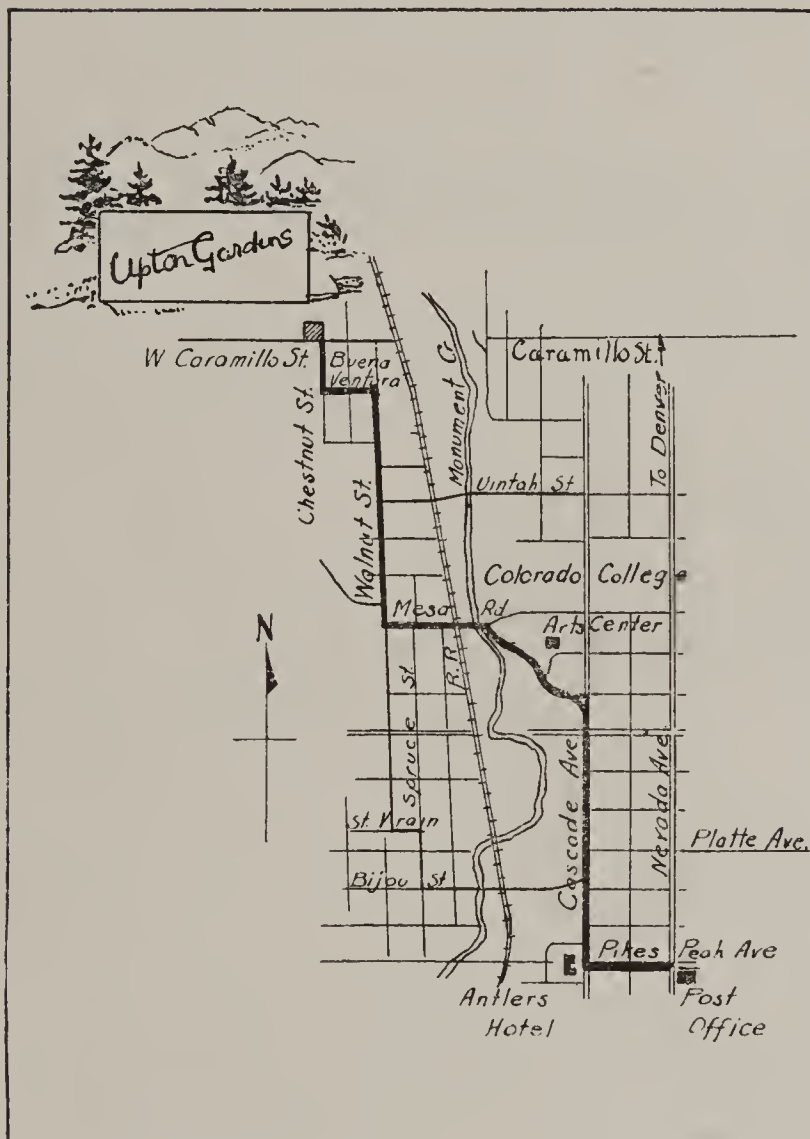 Upton Gardens
W Caramillo St.
Buena
Ventura
Caramillo St.
Chestnut St.
Walnut St.
Monument Cr
To Denver
Uintah St
Colorado College
Mesa Rd
Arts Center
N
R.R
Spruce St
Cascade Ave
Nevada Ave
St. Vrain
Platte Ave.
Bijou St
Pikes Peak Ave
Antlers
Hotel
Post
Office